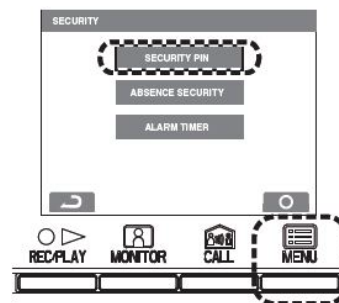 SECURITY
SECURITY PIN
ABSENCE SECURITY
ALARM TIMER
REC/PLAY MONITOR CALL MENU